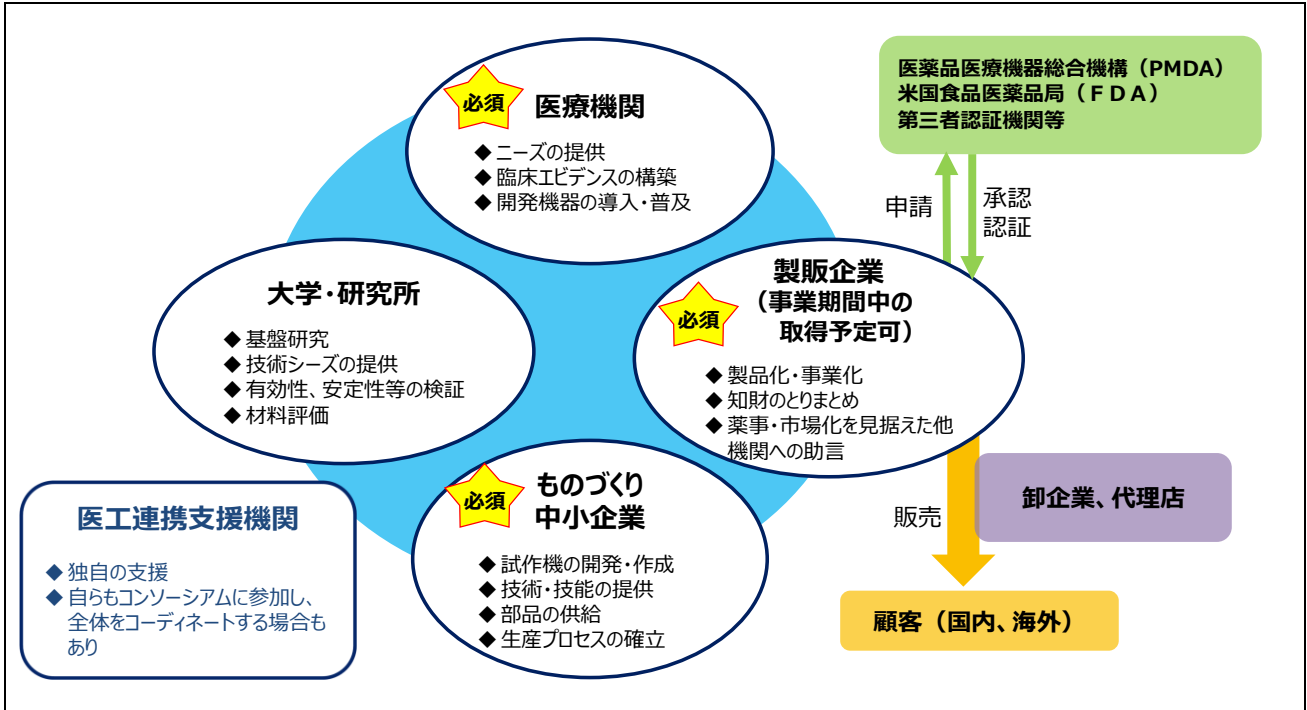 必須
医療機関
◆ ニーズの提供
◆ 臨床エビデンスの構築
◆ 開発機器の導入・普及
医薬品医療機器総合機構（PMDA）
米国食品医薬品局（ＦＤＡ）
第三者認証機関等
申請
承認
認証
大学・研究所
◆ 基盤研究
◆ 技術シーズの提供
◆ 有効性、安定性等の検証
◆ 材料評価
必須
製販企業
（事業期間中の
取得予定可）
◆ 製品化・事業化
◆ 知財のとりまとめ
◆ 薬事・市場化を見据えた他
機関への助言
必須
ものづくり
中小企業
◆ 試作機の開発・作成
◆ 技術・技能の提供
◆ 部品の供給
◆ 生産プロセスの確立
医工連携支援機関
◆ 独自の支援
◆ 自らもコンソーシアムに参加し、
全体をコーディネートする場合も
あり
販売
卸企業、代理店
顧客（国内、海外）